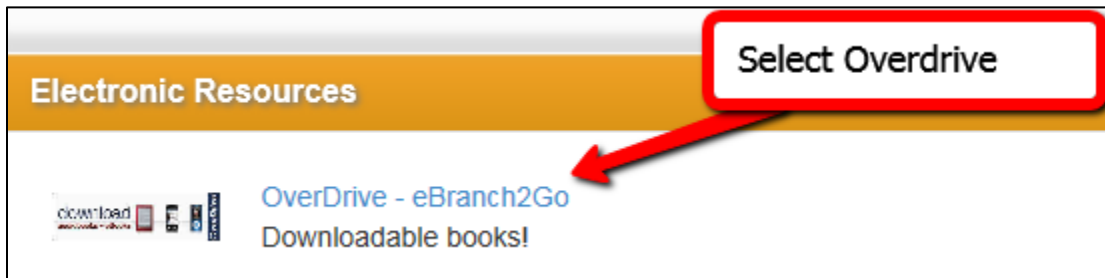 Select Overdrive
Electronic Resources
download
OverDrive - eBranch2Go
Downloadable books!